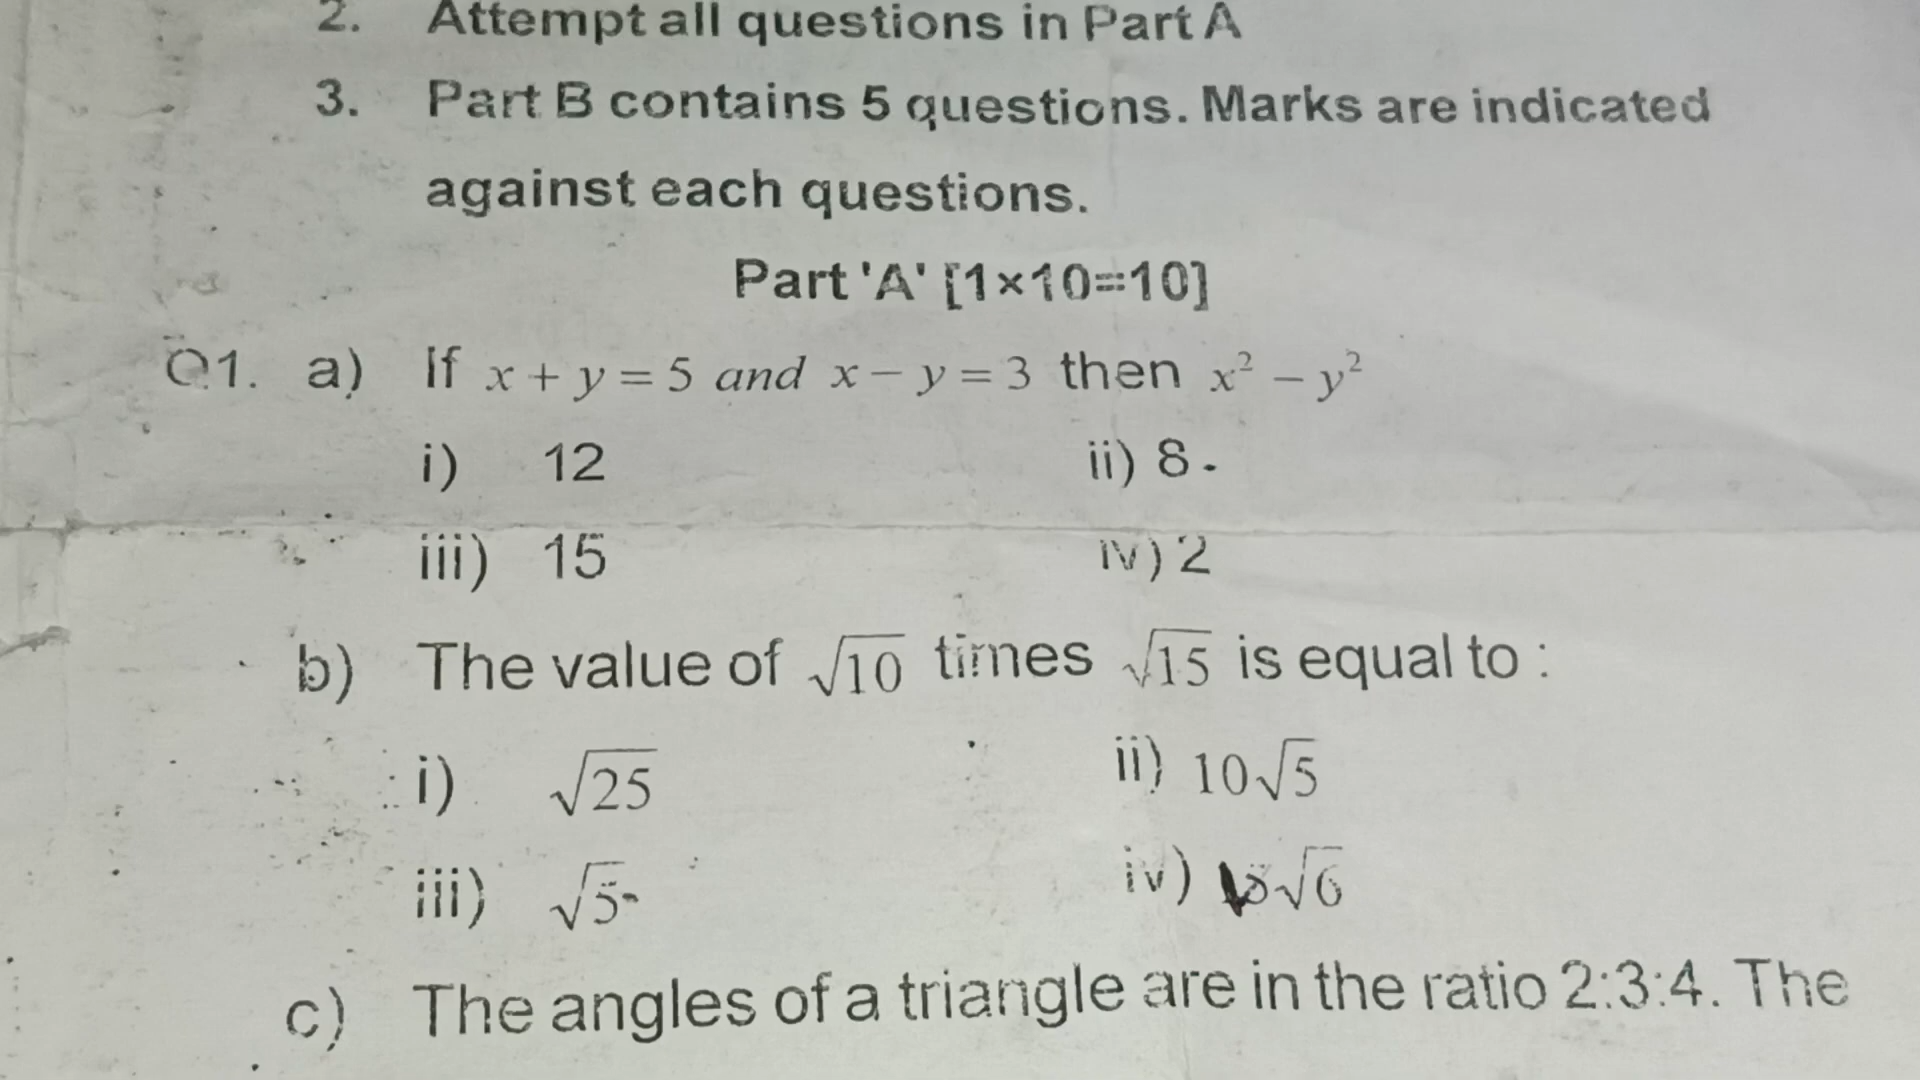 2. Attempt all questions in Part A
3. Part B contains 5 questions. Marks are indicated
against each questions.
Part 'A' [1×10=10]
Q1. a) If x + y = 5 and x − y = 3 then x² − y²
i) 12 ii) 8
iii) 15 iv) 2
b) The value of √10 times √15 is equal to :
i) √25 ii) 10√5
iii) √5 iv) √6
c) The angles of a triangle are in the ratio 2:3:4. The